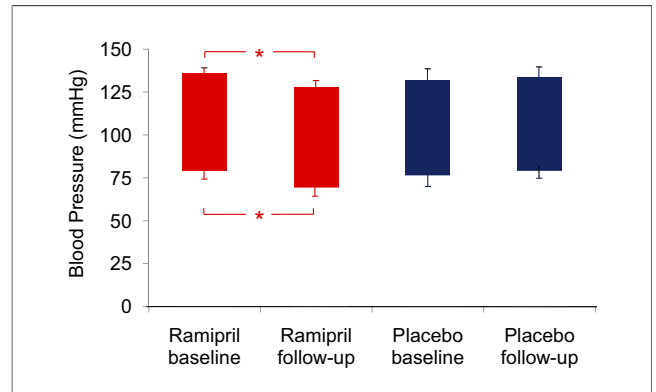 150
125
100
75
50
25
0
Blood Pressure (mmHg)
*
*
Ramipril
baseline
Ramipril
follow-up
Placebo
baseline
Placebo
follow-up